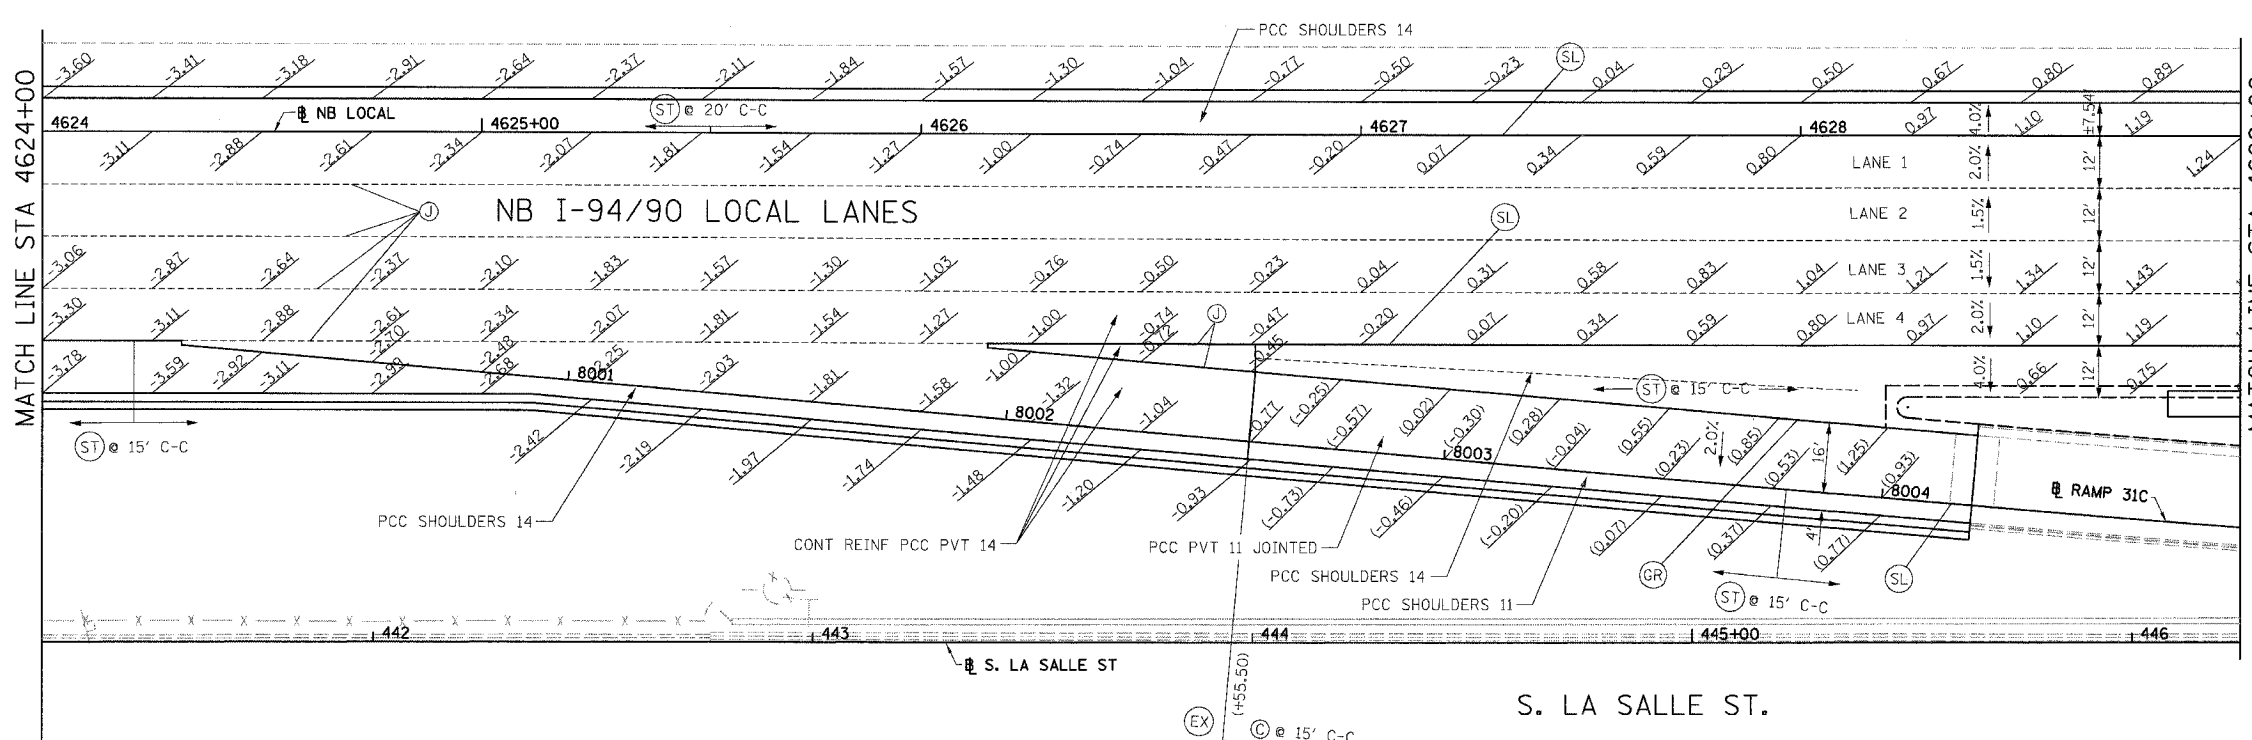 PCC SHOULDERS 14
-3.60 -3.41 -3.18 -2.91 -2.64 -2.37 -2.11 -1.84 -1.57 -1.30 -1.04 -0.77 -0.50 -0.23 0.04 0.29 0.50 0.67 0.80 0.89
SL
MATCH LINE STA 4624+00
℄ NB LOCAL
ST @ 20' C-C
4624 4625+00 4626 4627 4628
0.97 1.10 1.19
4.0% ±7.54'
-3.11 -2.88 -2.61 -2.34 -2.07 -1.81 -1.54 -1.27 -1.00 -0.74 -0.47 -0.20 0.07 0.34 0.59 0.80 1.24
LANE 1 2.0% 12'
J
NB I-94/90 LOCAL LANES
SL
LANE 2 1.5% 12'
-3.06 -2.87 -2.64 -2.37 -2.10 -1.83 -1.57 -1.30 -1.03 -0.76 -0.50 -0.23 0.04 0.31 0.58 0.83 1.04 1.21 1.34 1.43
LANE 3 1.5% 12'
-3.30 -3.11 -2.88 -2.61 -2.34 -2.07 -1.81 -1.54 -1.27 -1.00 -0.74 -0.47 -0.20 0.07 0.34 0.59 0.80 0.97 1.10 1.19
J
LANE 4 2.0% 12'
-2.70 -2.48 -2.25 -2.03 -1.81 -1.58 -1.00 -0.72 -0.45
-3.78 -3.59 -2.92 -3.11 -2.99 -2.68 -1.32 -1.04 0.77
4.0% 0.66 12' 0.75
8001
8002
ST @ 15' C-C
(-0.25) (-0.57) (0.02) (-0.30) (0.28) (-0.04) (0.55) (0.23) 2.0% (0.85) (0.53) 16' (1.25) (0.93)
8003
8004
ST @ 15' C-C
-2.42 -2.19 -1.97 -1.74 -1.48 -1.20 -0.93 (-0.73) (-0.46) (-0.20) (0.07) (0.37) (0.77)
4'
℄ RAMP 31C
PCC SHOULDERS 14
CONT REINF PCC PVT 14
PCC PVT 11 JOINTED
PCC SHOULDERS 14
GR
SL
PCC SHOULDERS 11
ST @ 15' C-C
442 443 444 445+00 446
℄ S. LA SALLE ST
(+55.50)
S. LA SALLE ST.
EX
C @ 15' C-C